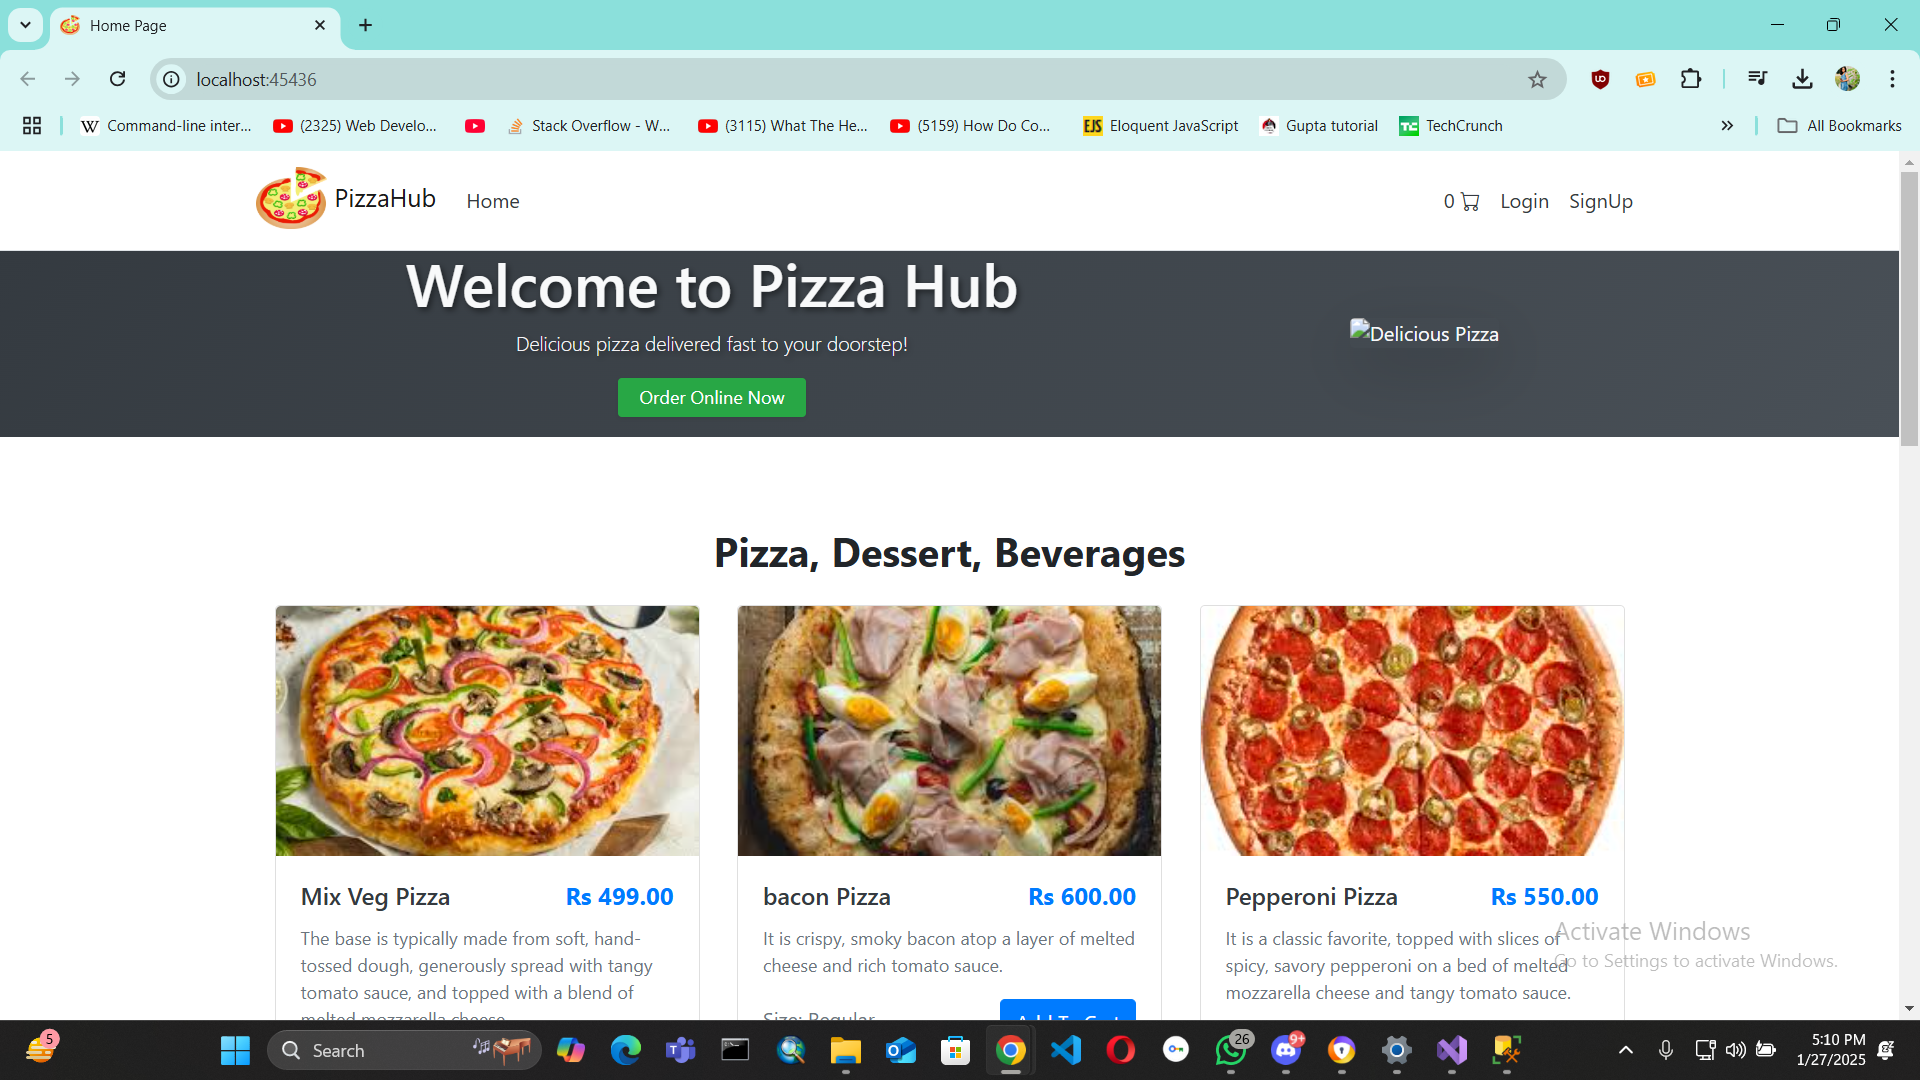 Home Page
localhost:45436
Command-line inter...
(2325) Web Develo...
Stack Overflow - W...
(3115) What The He...
(5159) How Do Co...
EJS Eloquent JavaScript
Gupta tutorial
TechCrunch
All Bookmarks
PizzaHub
Home
0
Login
SignUp
Welcome to Pizza Hub
Delicious pizza delivered fast to your doorstep!
Order Online Now
Delicious Pizza
Pizza, Dessert, Beverages
Mix Veg Pizza
Rs 499.00
The base is typically made from soft, hand-
tossed dough, generously spread with tangy
tomato sauce, and topped with a blend of
melted mozzarella cheese
bacon Pizza
Rs 600.00
It is crispy, smoky bacon atop a layer of melted
cheese and rich tomato sauce.
Size: Regular
Add To Cart
Pepperoni Pizza
Rs 550.00
It is a classic favorite, topped with slices of
spicy, savory pepperoni on a bed of melted
mozzarella cheese and tangy tomato sauce.
Activate Windows
Go to Settings to activate Windows.
5
Search
26
9+
5:10 PM
1/27/2025